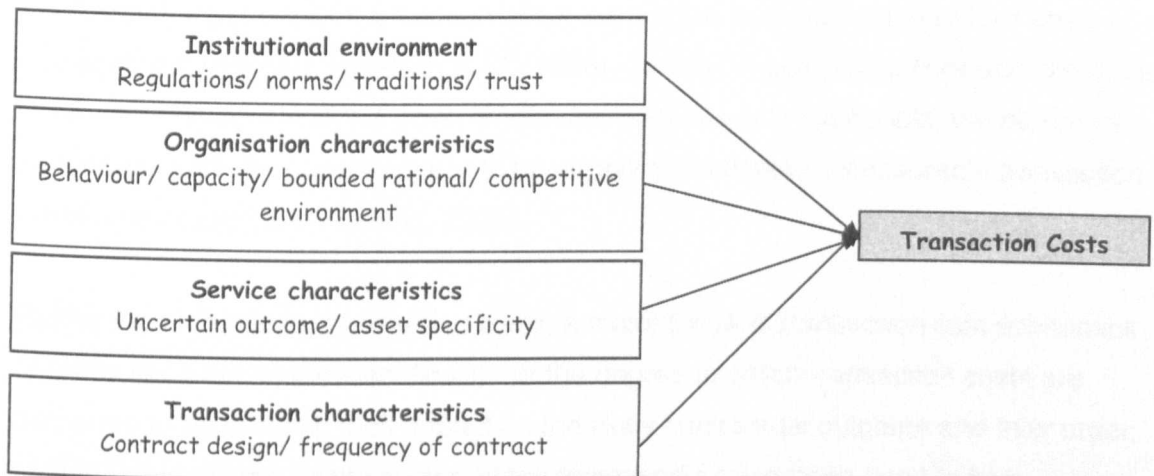 Institutional environment
Regulations/ norms/ traditions/ trust
Organisation characteristics
Behaviour/ capacity/ bounded rational/ competitive
environment
Service characteristics
Uncertain outcome/ asset specificity
Transaction characteristics
Contract design/ frequency of contract
Transaction Costs